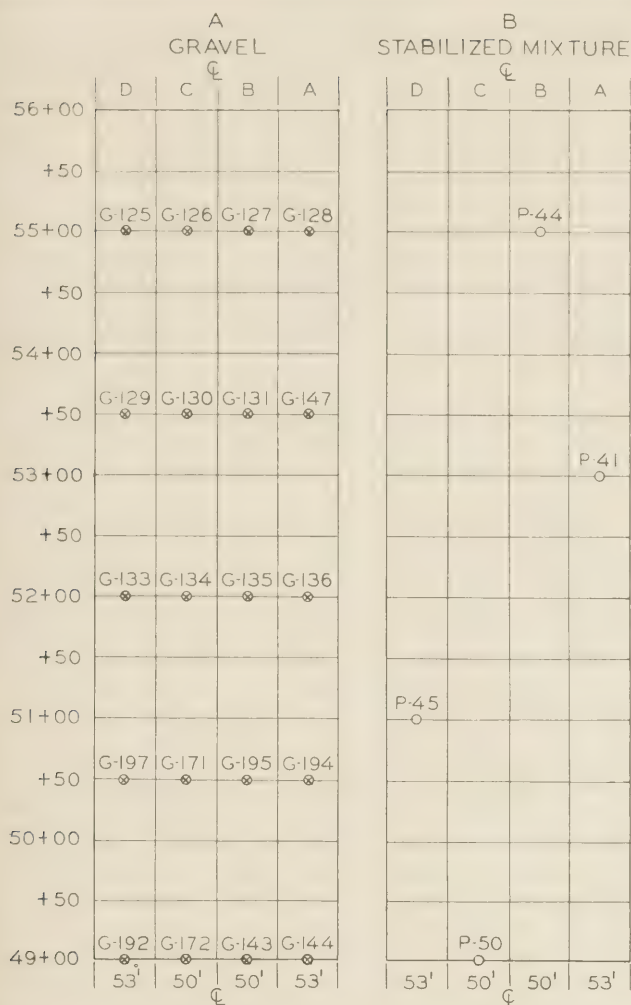 A B
GRAVEL STABILIZED MIXTURE
℄ ℄
D C B A D C B A
56+00
+50
G-125 G-126 G-127 G-128 P-44
55+00
+50
54+00
G-129 G-130 G-131 G-147
+50
P-41
53+00
+50
G-133 G-134 G-135 G-136
52+00
+50
P-45
51+00
G-197 G-171 G-195 G-194
+50
50+00
+50
G-192 G-172 G-143 G-144 P-50
49+00
53' 50' 50' 53' 53' 50' 50' 53'
℄ ℄